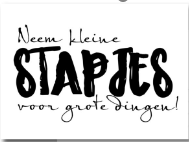 Neem kleine
STAPJES
voor grote dingen!